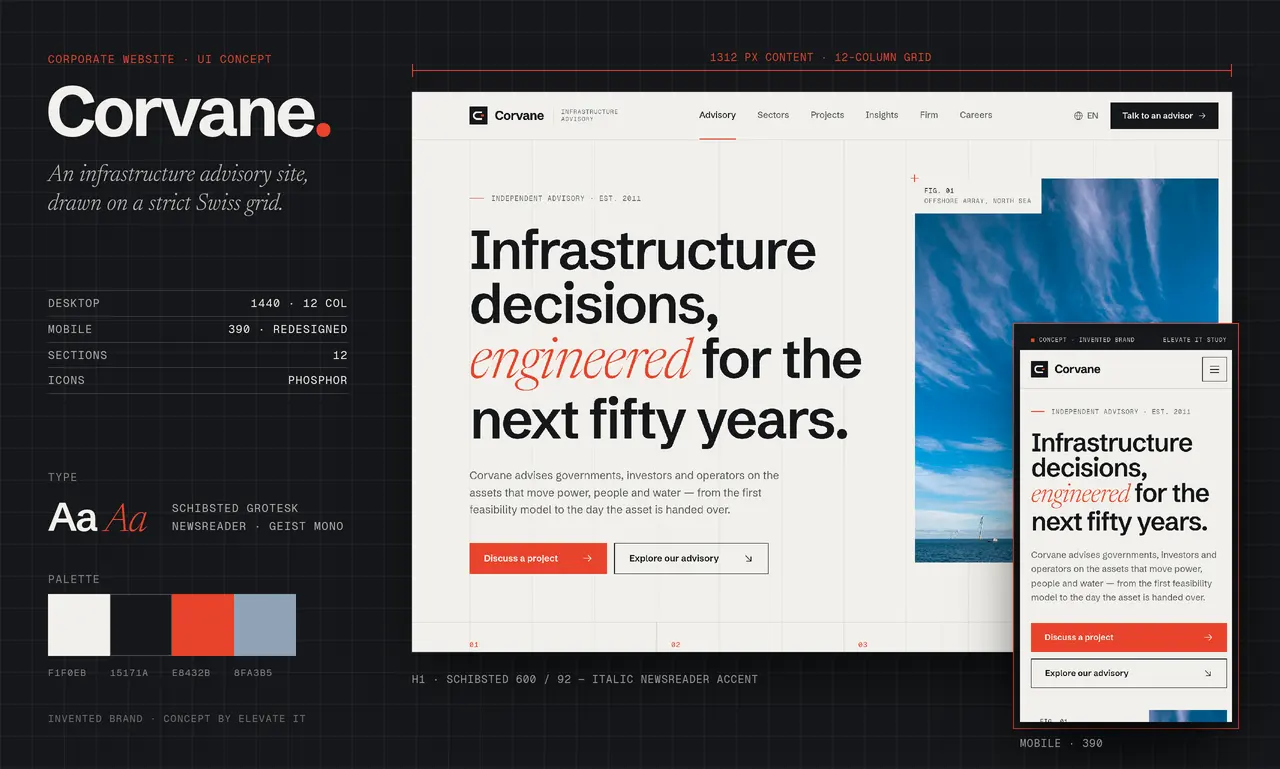 CORPORATE WEBSITE · UI CONCEPT
Corvane.
An infrastructure advisory site,
drawn on a strict Swiss grid.
DESKTOP 1440 · 12 COL
MOBILE 390 · REDESIGNED
SECTIONS 12
ICONS PHOSPHOR
TYPE
Aa Aa
SCHIBSTED GROTESK
NEWSREADER · GEIST MONO
PALETTE
F1F0EB 15171A E8432B 8FA3B5
INVENTED BRAND · CONCEPT BY ELEVATE IT
1312 PX CONTENT · 12-COLUMN GRID
Corvane
INFRASTRUCTURE
ADVISORY
Advisory Sectors Projects Insights Firm Careers
EN
Talk to an advisor →
INDEPENDENT ADVISORY · EST. 2011
Infrastructure
decisions,
engineered for the
next fifty years.
Corvane advises governments, investors and operators on the
assets that move power, people and water — from the first
feasibility model to the day the asset is handed over.
Discuss a project →
Explore our advisory ↘
FIG. 01
OFFSHORE ARRAY, NORTH SEA
01 02 03
H1 · SCHIBSTED 600 / 92 — ITALIC NEWSREADER ACCENT
CONCEPT · INVENTED BRAND ELEVATE IT STUDY
Corvane
INDEPENDENT ADVISORY · EST. 2011
Infrastructure
decisions,
engineered for the
next fifty years.
Corvane advises governments, investors and
operators on the assets that move power,
people and water — from the first feasibility
model to the day the asset is handed over.
Discuss a project →
Explore our advisory ↘
FIG. 01
MOBILE · 390